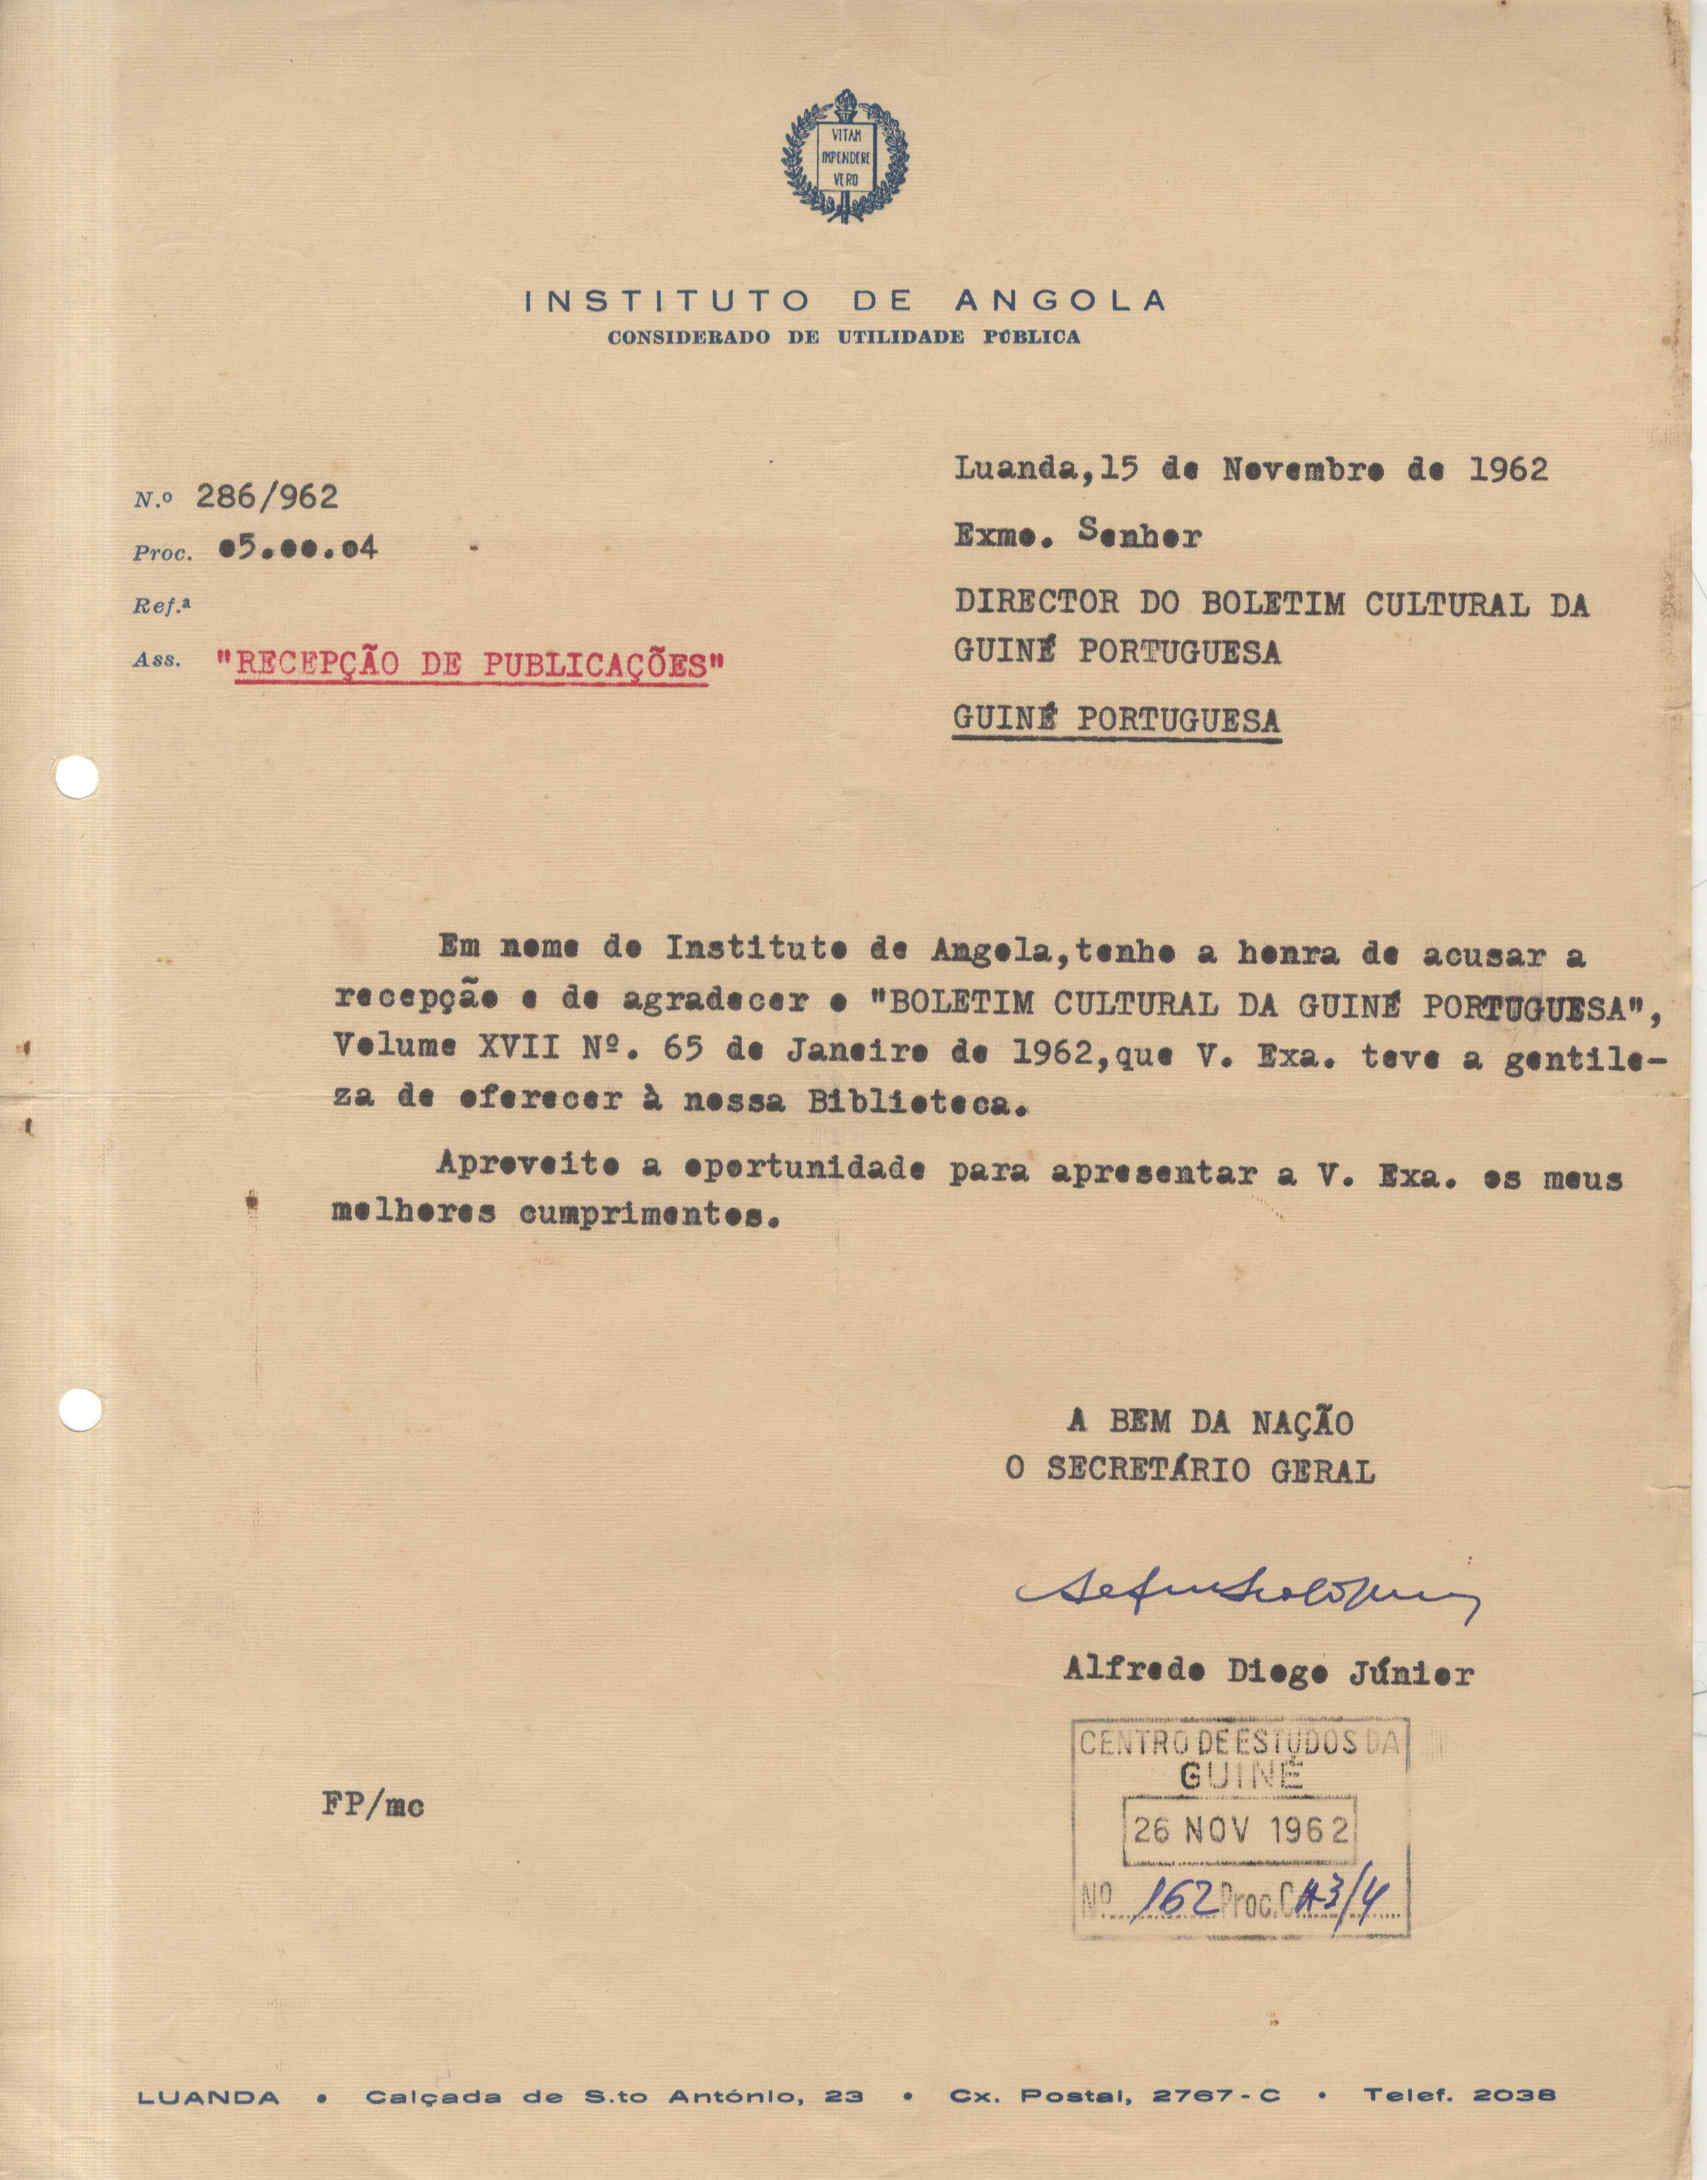 VITAM
IMPENDERE
VERO
INSTITUTO DE ANGOLA
CONSIDERADO DE UTILIDADE PÚBLICA
Luanda,15 de Novembro de 1962
N.º 286/962
Exmo. Senhor
Proc. 05.00.04
DIRECTOR DO BOLETIM CULTURAL DA
GUINÉ PORTUGUESA
Ref.ª
Ass. "RECEPÇÃO DE PUBLICAÇÕES"
GUINÉ PORTUGUESA
Em nome do Instituto de Angola,tenho a honra de acusar a
recepção e de agradecer o "BOLETIM CULTURAL DA GUINÉ PORTUGUESA",
Volume XVII Nº. 65 de Janeiro de 1962,que V. Exa. teve a gentile-
za de oferecer à nossa Biblioteca.
Aproveito a oportunidade para apresentar a V. Exa. os meus
melhores cumprimentos.
A BEM DA NAÇÃO
O SECRETÁRIO GERAL
Alfredo Diogo Júnior
CENTRO DE ESTUDOS DA
GUINÉ
26 NOV 1962
Nº 162 Proc.
FP/mc
LUANDA • Calçada de S.to António, 23 • Cx. Postal, 2767-C • Telef. 2038